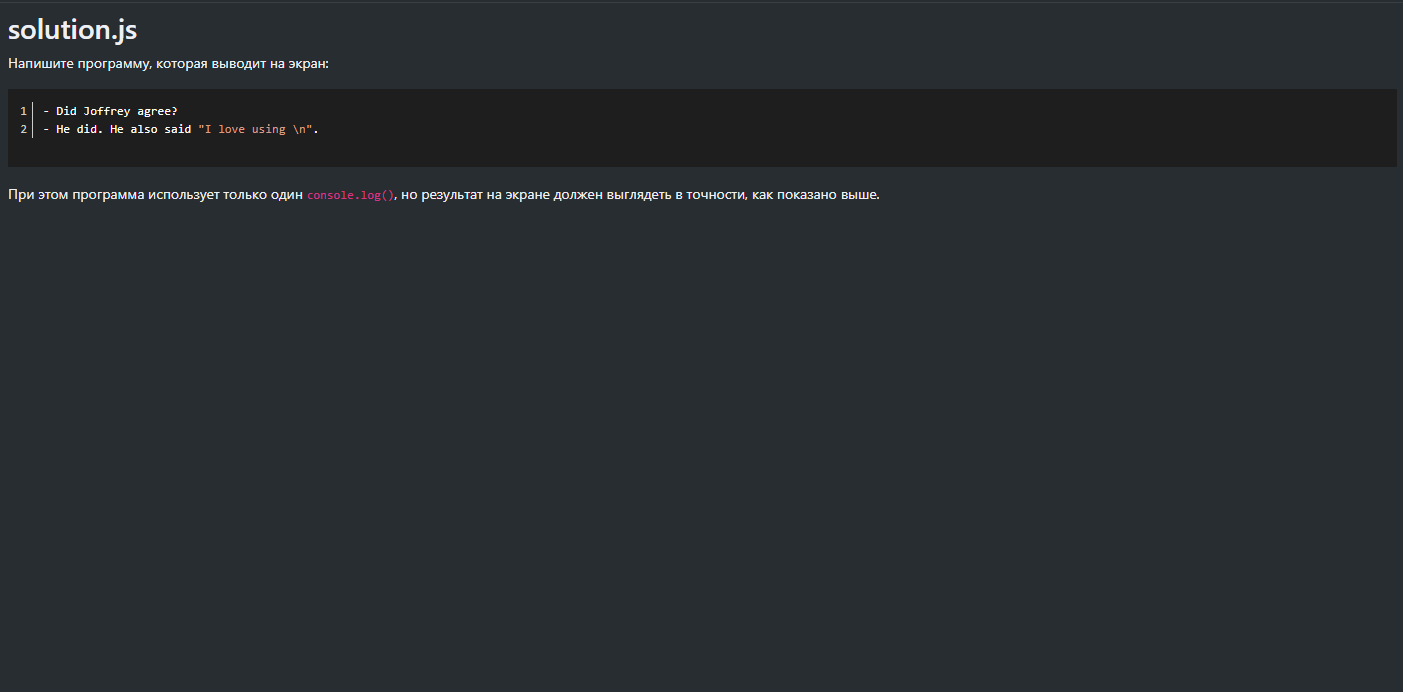 solution.js
Напишите программу, которая выводит на экран:
1 - Did Joffrey agree?
2 - He did. He also said "I love using \n".
При этом программа использует только один console.log(), но результат на экране должен выглядеть в точности, как показано выше.